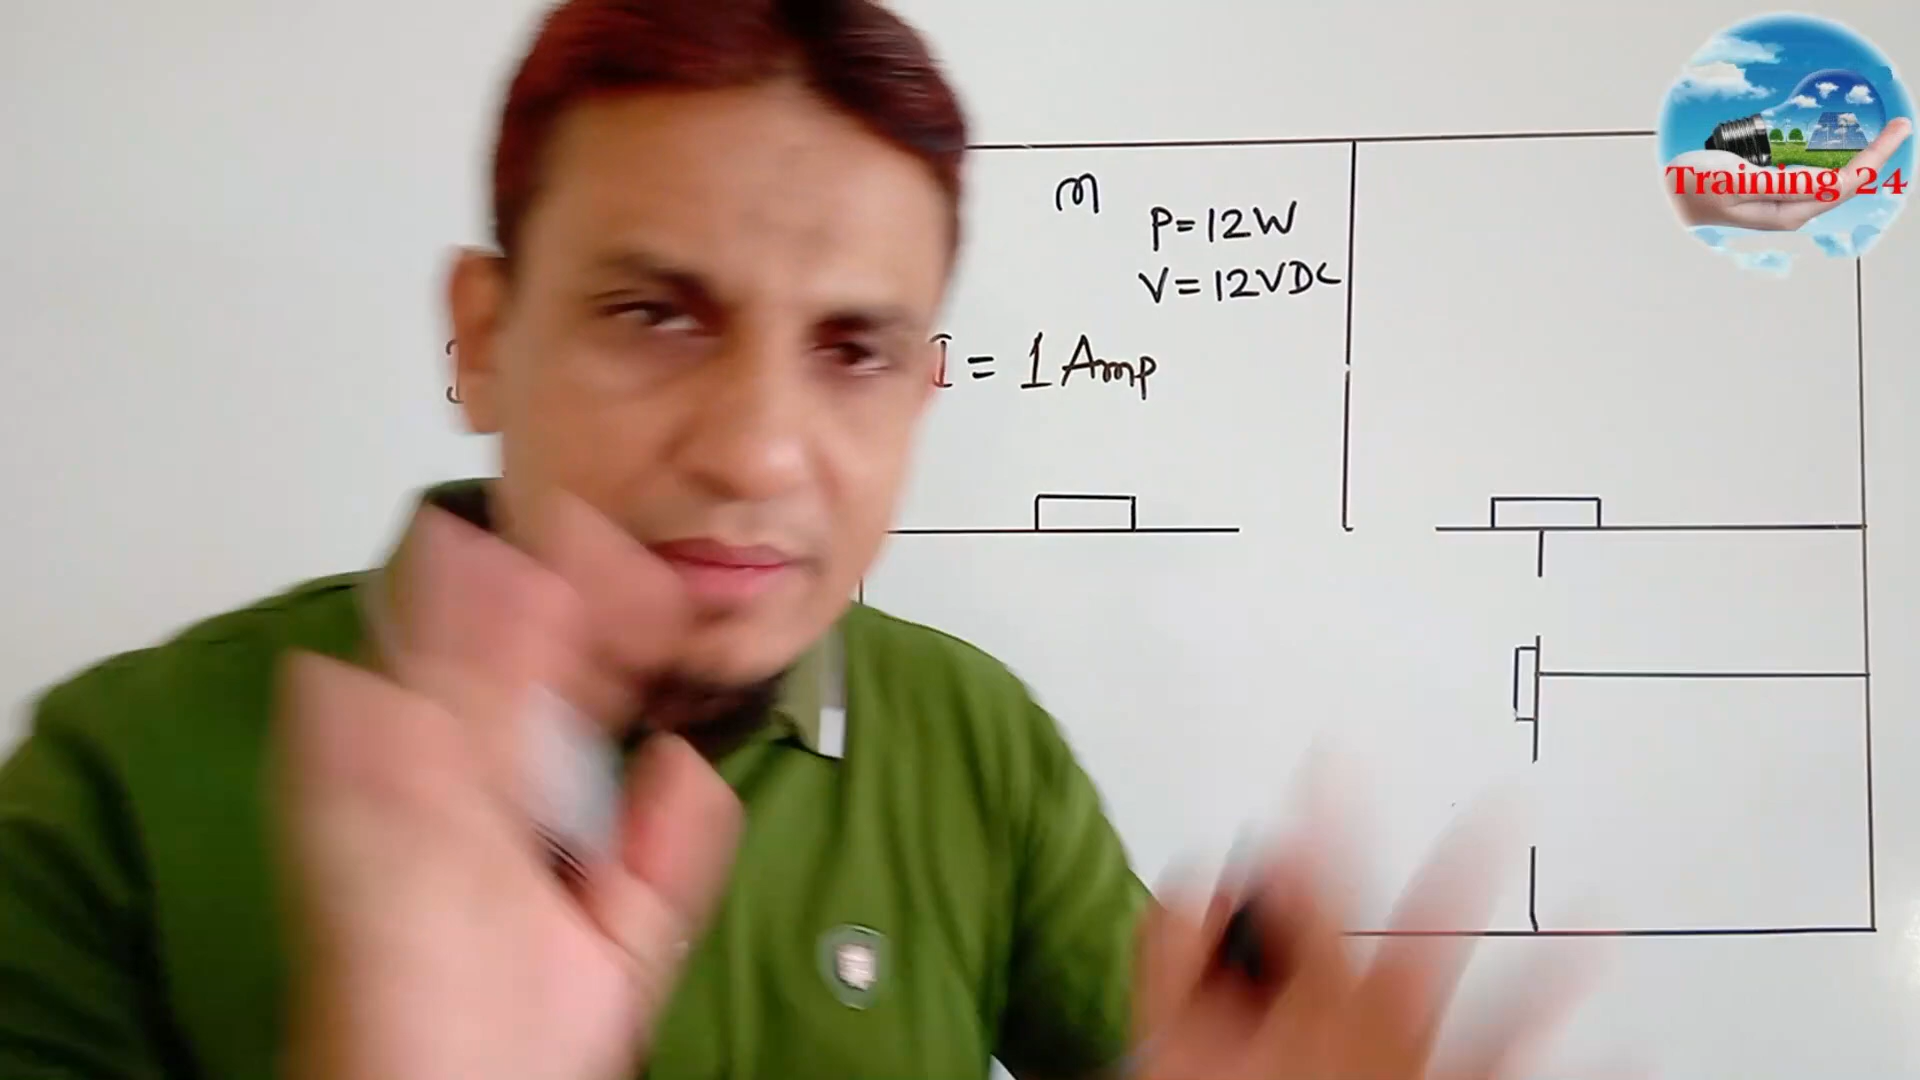 Training 24
P=12W
V=12VDC
I = 1 Amp